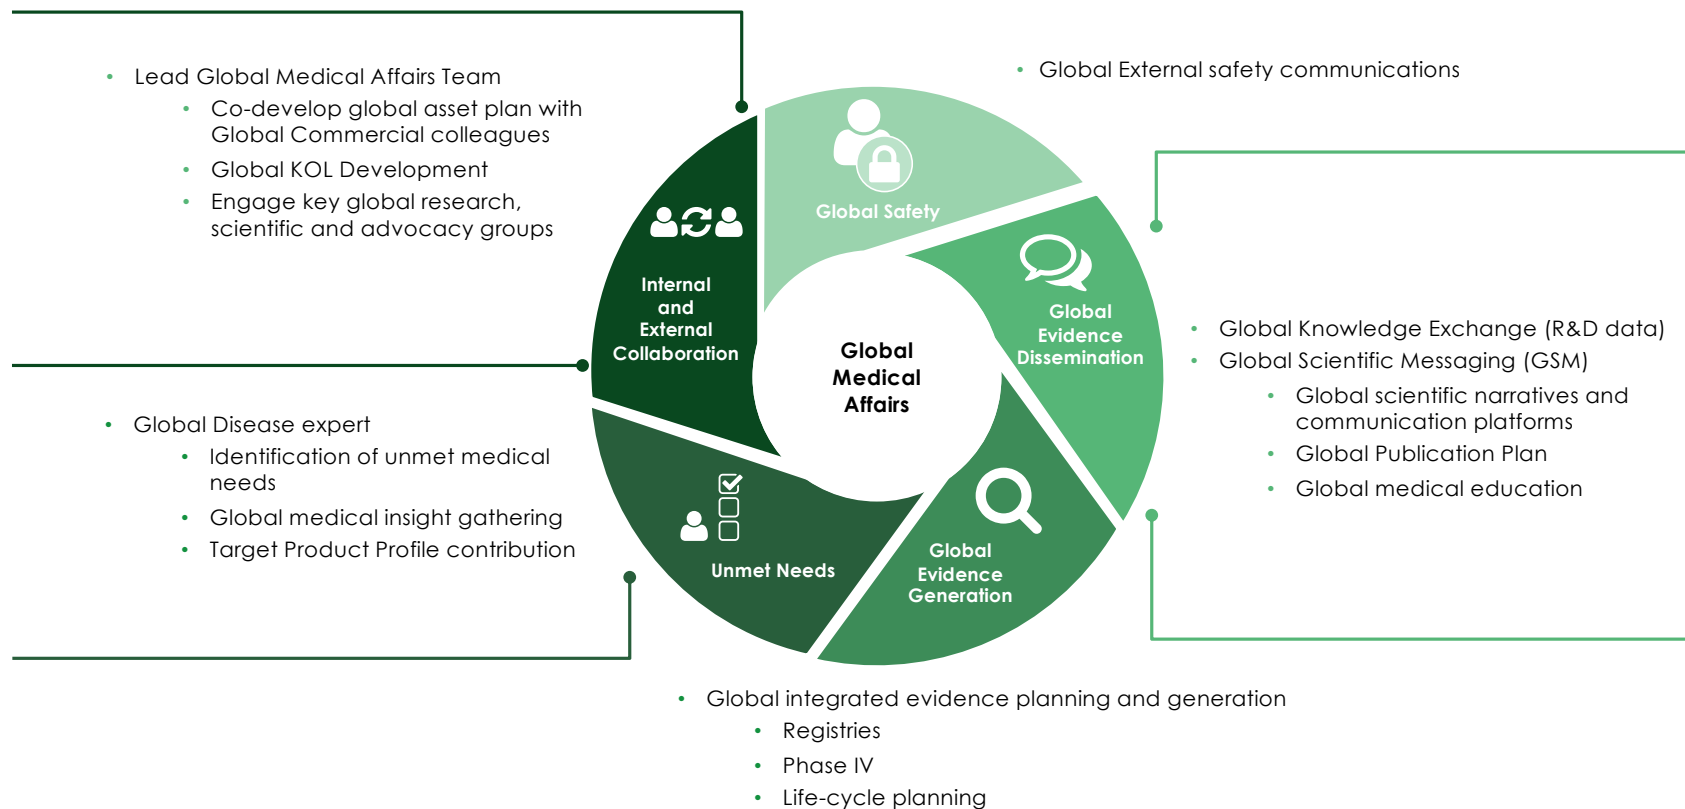 • Lead Global Medical Affairs Team
• Co-develop global asset plan with
Global Commercial colleagues
• Global KOL Development
• Engage key global research,
scientific and advocacy groups
• Global External safety communications
Global Safety
Internal
and
External
Collaboration
Global
Evidence
Dissemination
Global
Medical
Affairs
• Global Knowledge Exchange (R&D data)
• Global Scientific Messaging (GSM)
• Global scientific narratives and
communication platforms
• Global Publication Plan
• Global medical education
• Global Disease expert
• Identification of unmet medical
needs
• Global medical insight gathering
• Target Product Profile contribution
Unmet Needs
Global
Evidence
Generation
• Global integrated evidence planning and generation
• Registries
• Phase IV
• Life-cycle planning